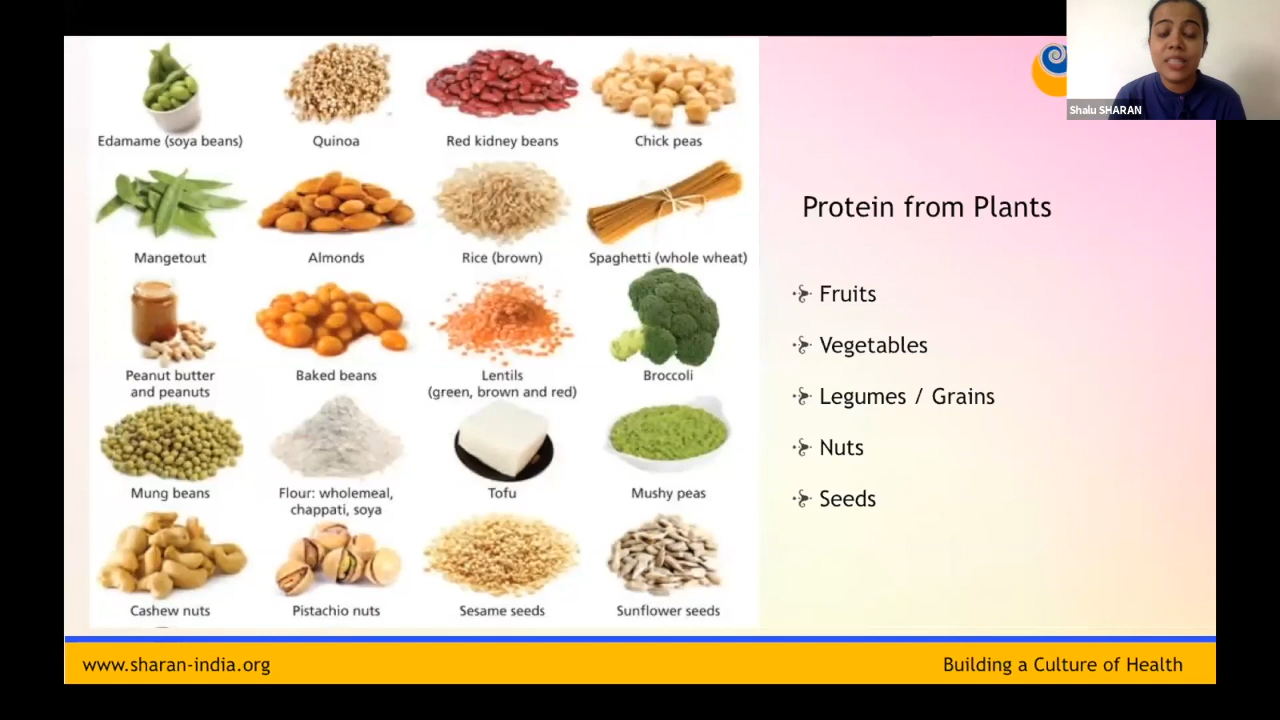 Shalu SHARAN
Edamame (soya beans)
Quinoa
Red kidney beans
Chick peas
Mangetout
Almonds
Rice (brown)
Spaghetti (whole wheat)
Peanut butter
and peanuts
Baked beans
Lentils
(green, brown and red)
Broccoli
Mung beans
Flour: wholemeal,
chappati, soya
Tofu
Mushy peas
Cashew nuts
Pistachio nuts
Sesame seeds
Sunflower seeds
Protein from Plants
Fruits
Vegetables
Legumes / Grains
Nuts
Seeds
www.sharan-india.org
Building a Culture of Health